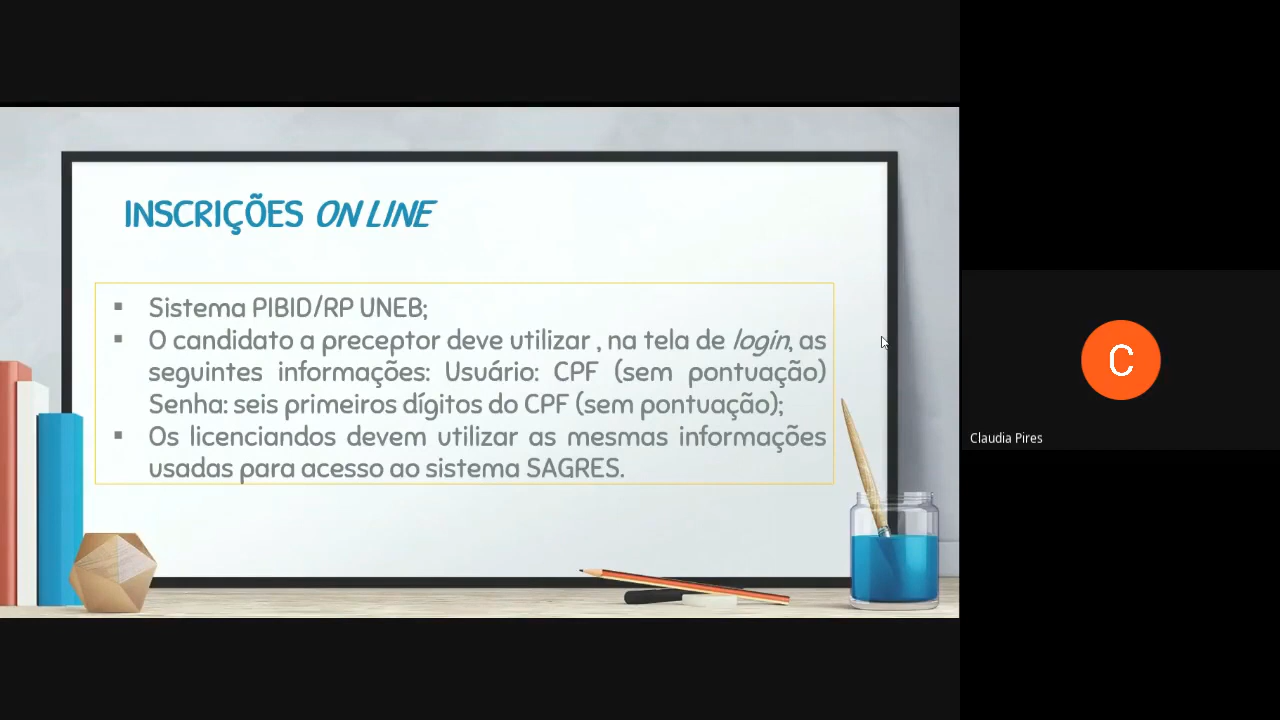 INSCRIÇÕES ON LINE
▪ Sistema PIBID/RP UNEB;
▪ O candidato a preceptor deve utilizar , na tela de login, as
seguintes informações: Usuário: CPF (sem pontuação)
Senha: seis primeiros dígitos do CPF (sem pontuação);
▪ Os licenciandos devem utilizar as mesmas informações
usadas para acesso ao sistema SAGRES.
C
Claudia Pires